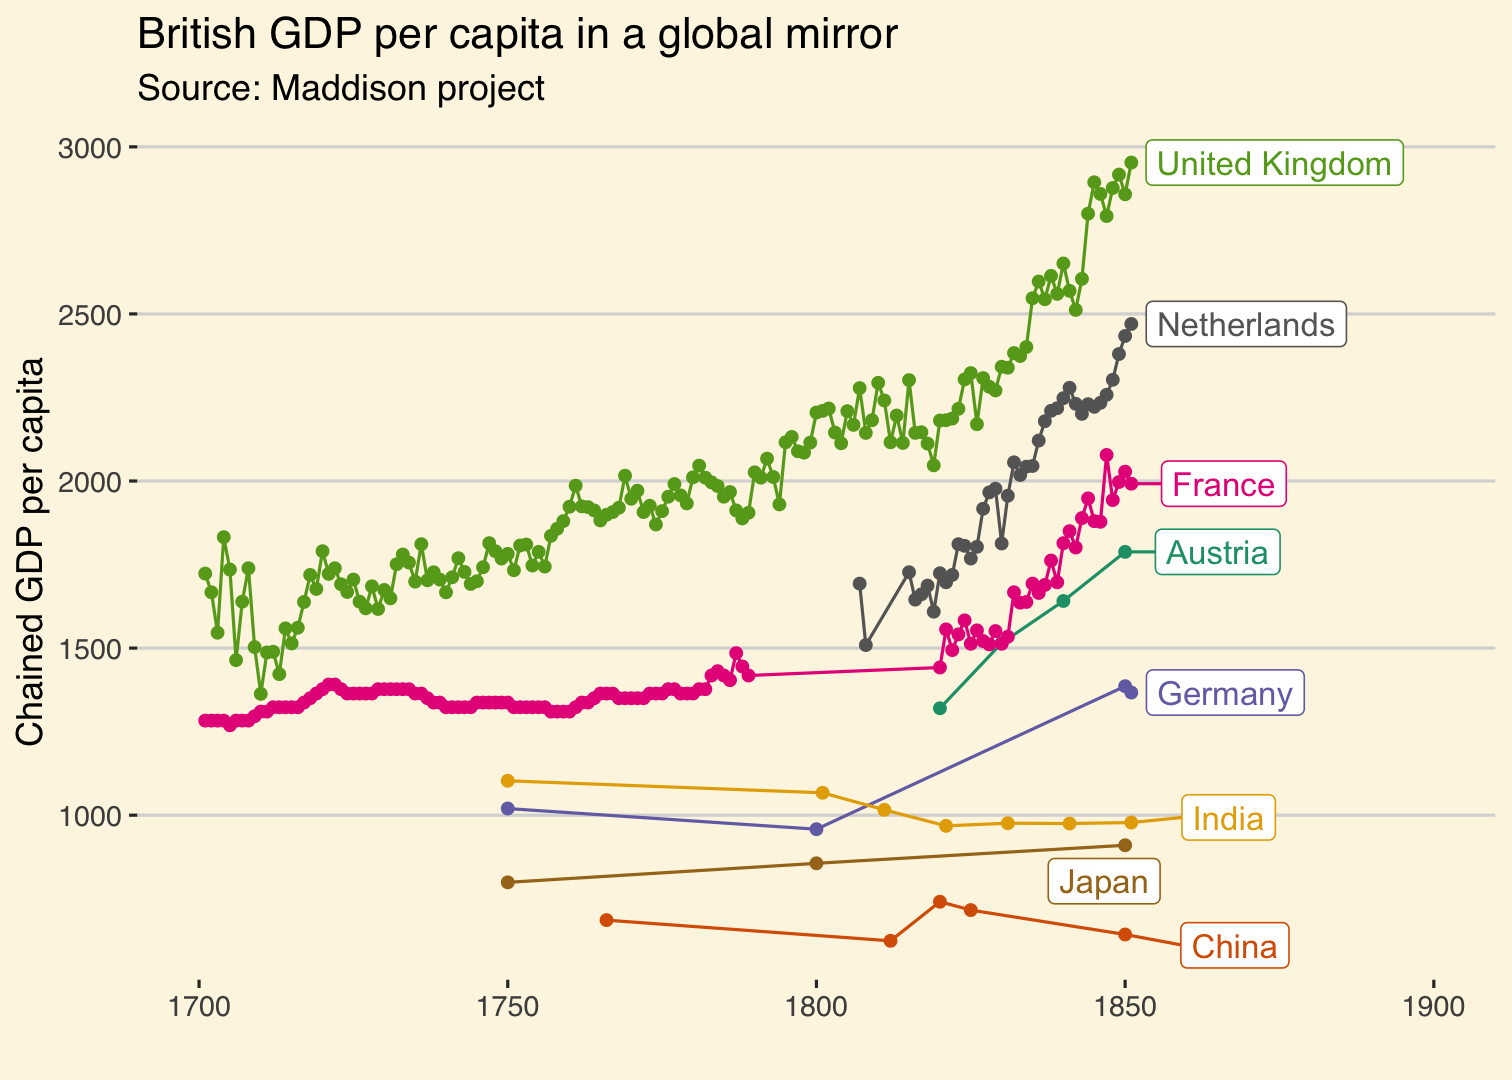 British GDP per capita in a global mirror
Source: Maddison project
Chained GDP per capita
3000
2500
2000
1500
1000
United Kingdom
Netherlands
France
Austria
Germany
India
Japan
China
1700
1750
1800
1850
1900